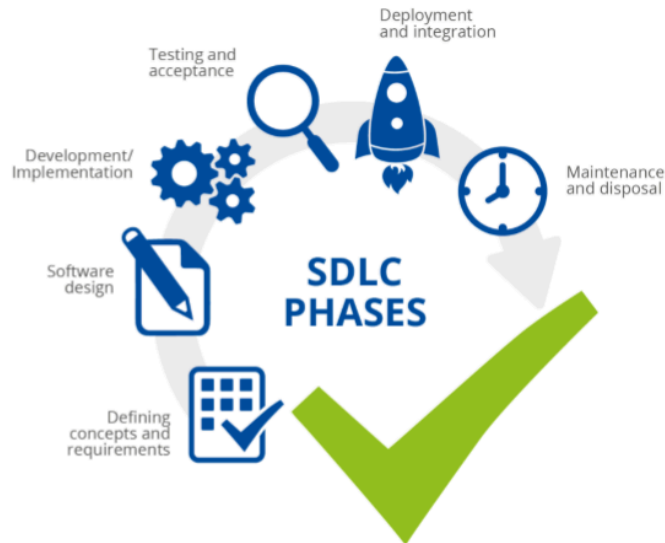 Deployment
and integration
Testing and
acceptance
Development/
Implementation
Maintenance
and disposal
Software
design
SDLC
PHASES
Defining
concepts and
requirements